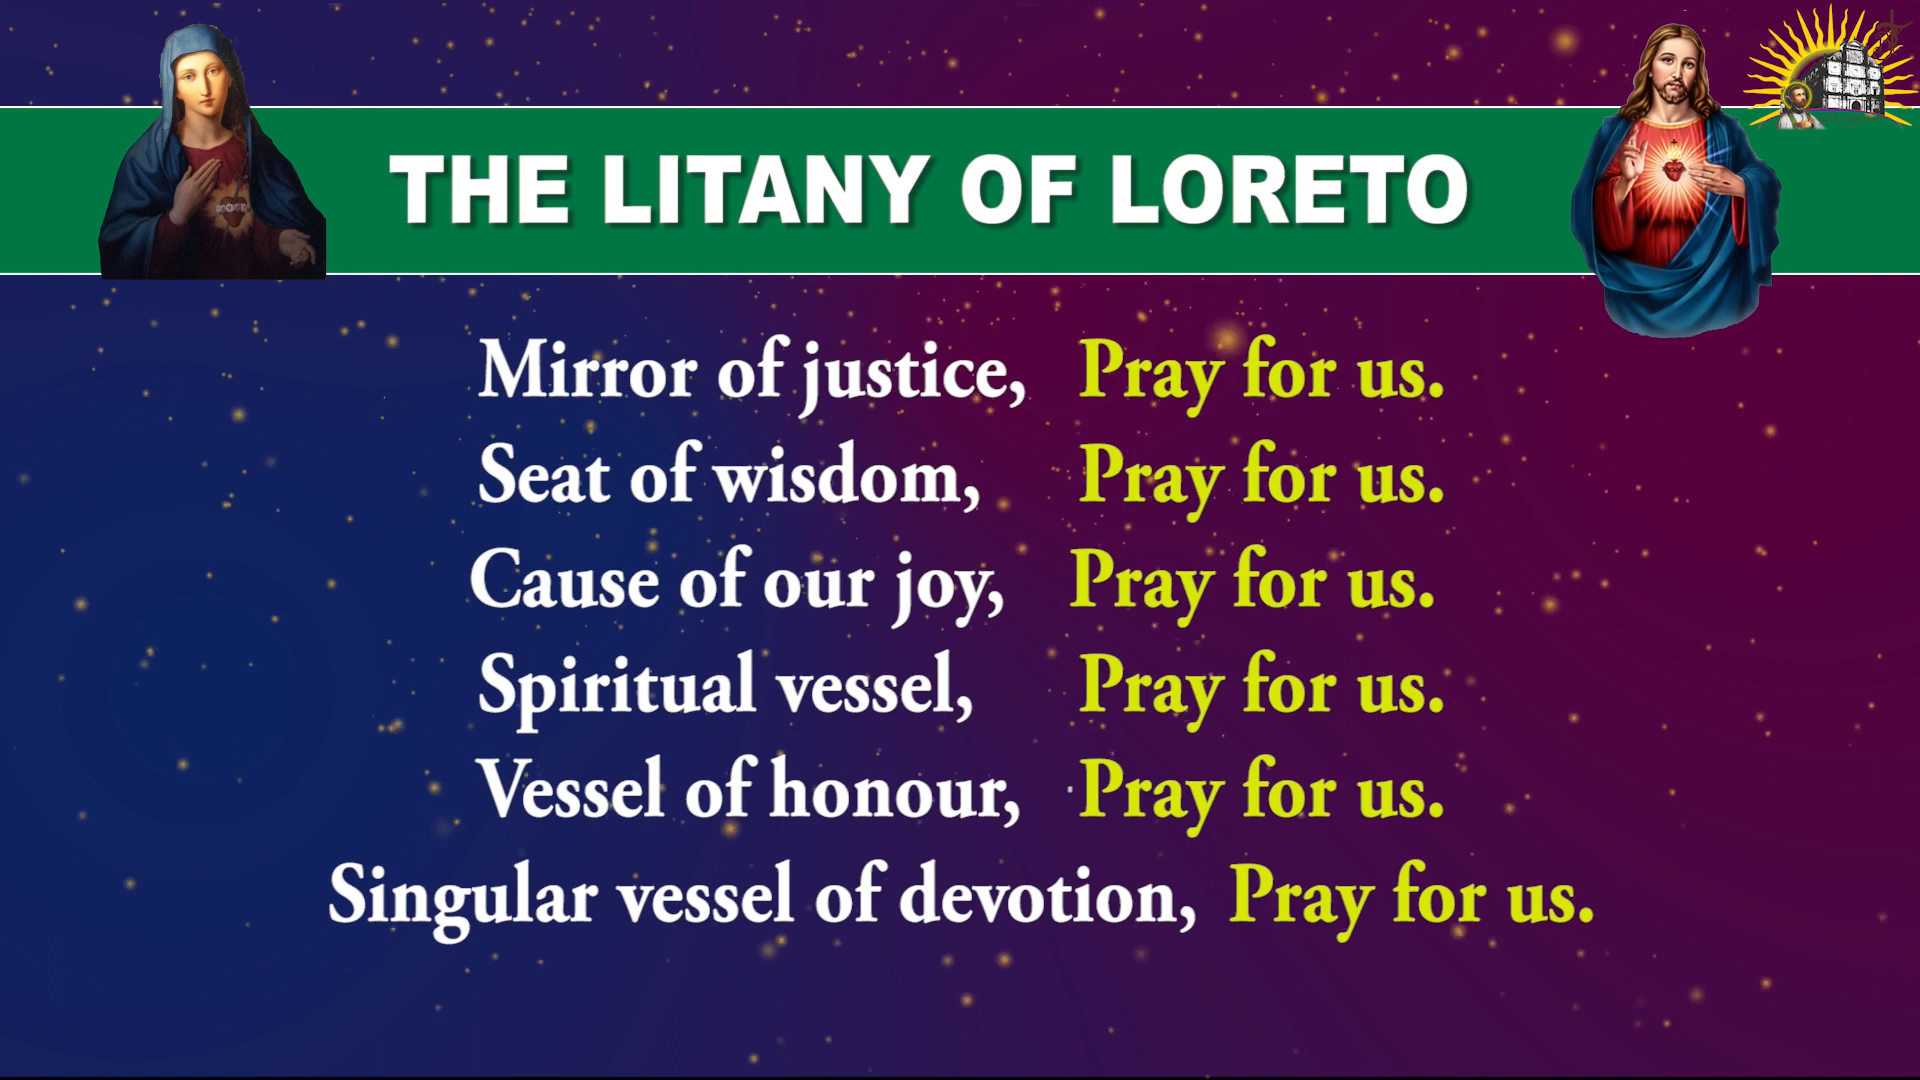 THE LITANY OF LORETO
Mirror of justice, Pray for us.
Seat of wisdom, Pray for us.
Cause of our joy, Pray for us.
Spiritual vessel, Pray for us.
Vessel of honour, Pray for us.
Singular vessel of devotion, Pray for us.